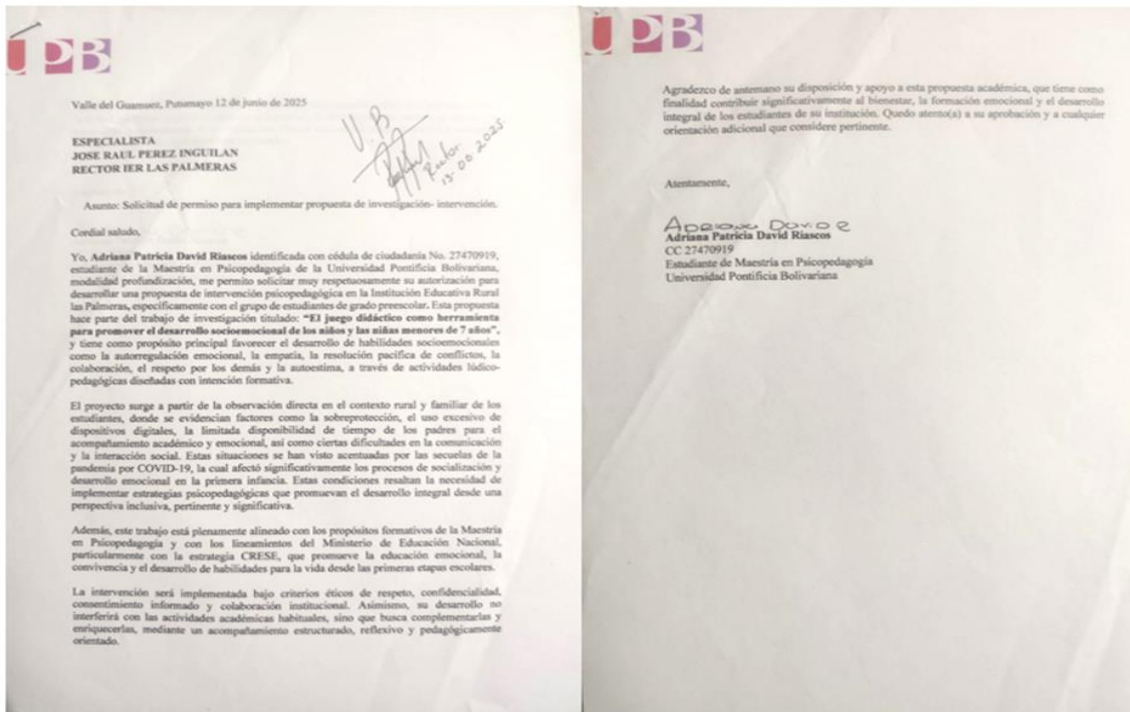 UPB
Valle del Guamuez, Putumayo 12 de junio de 2025
V.B
Rector
13-06-2025.
ESPECIALISTA
JOSE RAUL PEREZ INGUILAN
RECTOR IER LAS PALMERAS
Asunto: Solicitud de permiso para implementar propuesta de investigación- intervención.
Cordial saludo,
Yo, Adriana Patricia David Riascos identificada con cédula de ciudadanía No. 27470919,
estudiante de la Maestría en Psicopedagogía de la Universidad Pontificia Bolivariana,
modalidad profundización, me permito solicitar muy respetuosamente su autorización para
desarrollar una propuesta de intervención psicopedagógica en la Institución Educativa Rural
las Palmeras, específicamente con el grupo de estudiantes de grado preescolar. Esta propuesta
hace parte del trabajo de investigación titulado: “El juego didáctico como herramienta
para promover el desarrollo socioemocional de los niños y las niñas menores de 7 años”,
y tiene como propósito principal favorecer el desarrollo de habilidades socioemocionales
como la autorregulación emocional, la empatía, la resolución pacífica de conflictos, la
colaboración, el respeto por los demás y la autoestima, a través de actividades lúdico-
pedagógicas diseñadas con intención formativa.
El proyecto surge a partir de la observación directa en el contexto rural y familiar de los
estudiantes, donde se evidencian factores como la sobreprotección, el uso excesivo de
dispositivos digitales, la limitada disponibilidad de tiempo de los padres para el
acompañamiento académico y emocional, así como ciertas dificultades en la comunicación
y la interacción social. Estas situaciones se han visto acentuadas por las secuelas de la
pandemia por COVID-19, la cual afectó significativamente los procesos de socialización y
desarrollo emocional en la primera infancia. Estas condiciones resaltan la necesidad de
implementar estrategias psicopedagógicas que promuevan el desarrollo integral desde una
perspectiva inclusiva, pertinente y significativa.
Además, este trabajo está plenamente alineado con los propósitos formativos de la Maestría
en Psicopedagogía y con los lineamientos del Ministerio de Educación Nacional,
particularmente con la estrategia CRESE, que promueve la educación emocional, la
convivencia y el desarrollo de habilidades para la vida desde las primeras etapas escolares.
La intervención será implementada bajo criterios éticos de respeto, confidencialidad,
consentimiento informado y colaboración institucional. Asimismo, su desarrollo no
interferirá con las actividades académicas habituales, sino que busca complementarlas y
enriquecerlas, mediante un acompañamiento estructurado, reflexivo y pedagógicamente
orientado.
UPB
Agradezco de antemano su disposición y apoyo a esta propuesta académica, que tiene como
finalidad contribuir significativamente al bienestar, la formación emocional y el desarrollo
integral de los estudiantes de su institución. Quedo atento(a) a su aprobación y a cualquier
orientación adicional que considere pertinente.
Atentamente,
Adriana David R
Adriana Patricia David Riascos
CC 27470919
Estudiante de Maestría en Psicopedagogía
Universidad Pontificia Bolivariana